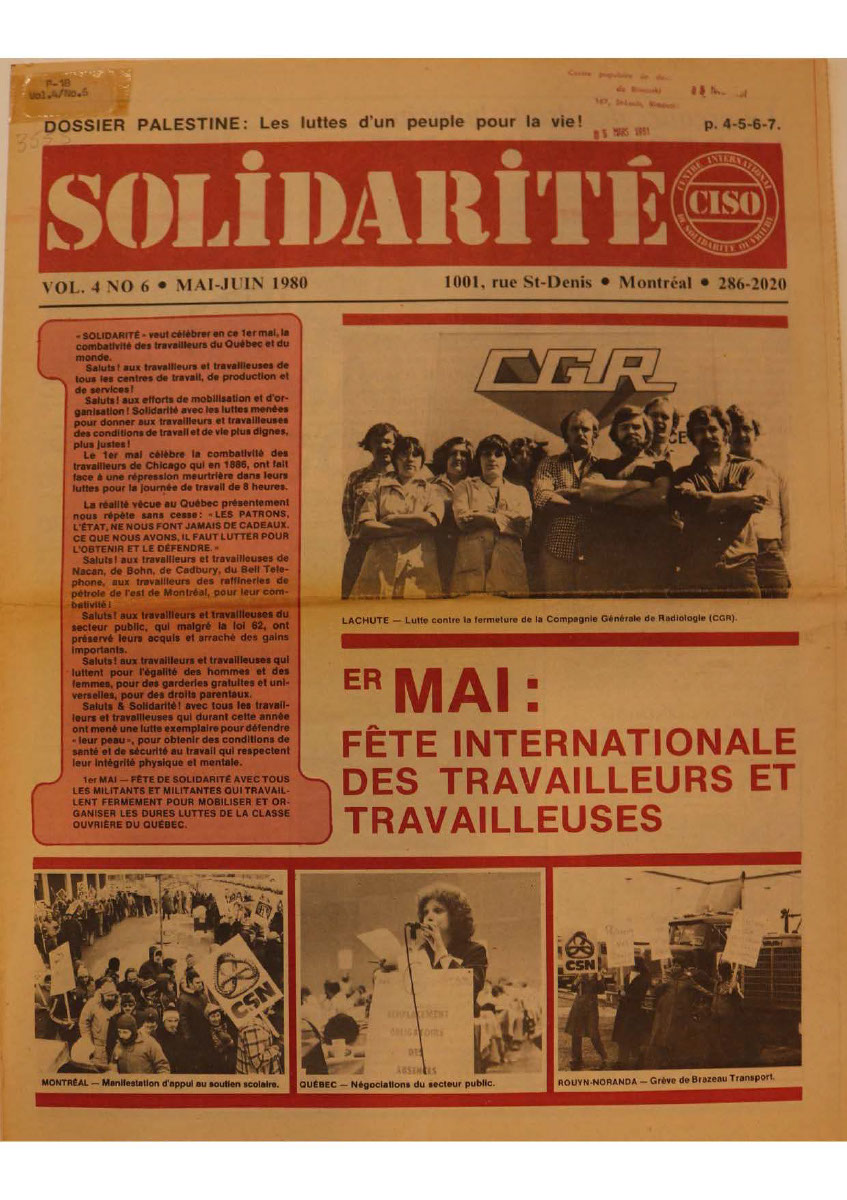 P-18
Vol.4/No.6
DOSSIER PALESTINE: Les luttes d'un peuple pour la vie!
p. 4-5-6-7.
Centre populaire de
de Rimouski
05 MARS 1981
SOLIDARITÉ
CENTRE INTERNATIONAL
CISO
DE SOLIDARITÉ OUVRIÈRE
VOL. 4 NO 6 • MAI-JUIN 1980
1001, rue St-Denis • Montréal • 286-2020
«SOLIDARITÉ» veut célébrer en ce 1er mai, la
combativité des travailleurs du Québec et du
monde.
Saluts! aux travailleurs et travailleuses de
tous les centres de travail, de production et
de services!
Saluts! aux efforts de mobilisation et d'or-
ganisation! Solidarité avec les luttes menées
pour donner aux travailleurs et travailleuses
des conditions de travail et de vie plus dignes,
plus justes!
Le 1er mai célèbre la combativité des
travailleurs de Chicago qui en 1886, ont fait
face à une répression meurtrière dans leurs
luttes pour la journée de travail de 8 heures.
La réalité vécue au Québec présentement
nous répète sans cesse: «LES PATRONS,
L'ÉTAT, NE NOUS FONT JAMAIS DE CADEAUX.
CE QUE NOUS AVONS, IL FAUT LUTTER POUR
L'OBTENIR ET LE DÉFENDRE.»
Saluts! aux travailleurs et travailleuses de
Nacan, de Bohn, de Cadbury, du Bell Tele-
phone, aux travailleurs des raffineries de
pétrole de l'est de Montréal, pour leur com-
bativité!
Saluts! aux travailleurs et travailleuses du
secteur public, qui malgré la loi 62, ont
préservé leurs acquis et arraché des gains
importants.
Saluts! aux travailleurs et travailleuses qui
luttent pour l'égalité des hommes et des
femmes, pour des garderies gratuites et uni-
verselles, pour des droits parentaux.
Saluts & Solidarité! avec tous les travail-
leurs et travailleuses qui durant cette année
ont mené une lutte exemplaire pour défendre
«leur peau», pour obtenir des conditions de
santé et de sécurité au travail qui respectent
leur intégrité physique et mentale.
1er MAI — FÊTE DE SOLIDARITÉ AVEC TOUS
LES MILITANTS ET MILITANTES QUI TRAVAIL-
LENT FERMEMENT POUR MOBILISER ET OR-
GANISER LES DURES LUTTES DE LA CLASSE
OUVRIÈRE DU QUÉBEC.
CGR
LACHUTE — Lutte contre la fermeture de la Compagnie Générale de Radiologie (CGR).
ER MAI:
FÊTE INTERNATIONALE
DES TRAVAILLEURS ET
TRAVAILLEUSES
CSN
DÉPLACEMENT
OBLIGATOIRE
DES
ABSENCES
CSN
MONTRÉAL — Manifestation d'appui au soutien scolaire.
QUÉBEC — Négociations du secteur public.
ROUYN-NORANDA — Grève de Brazeau Transport.